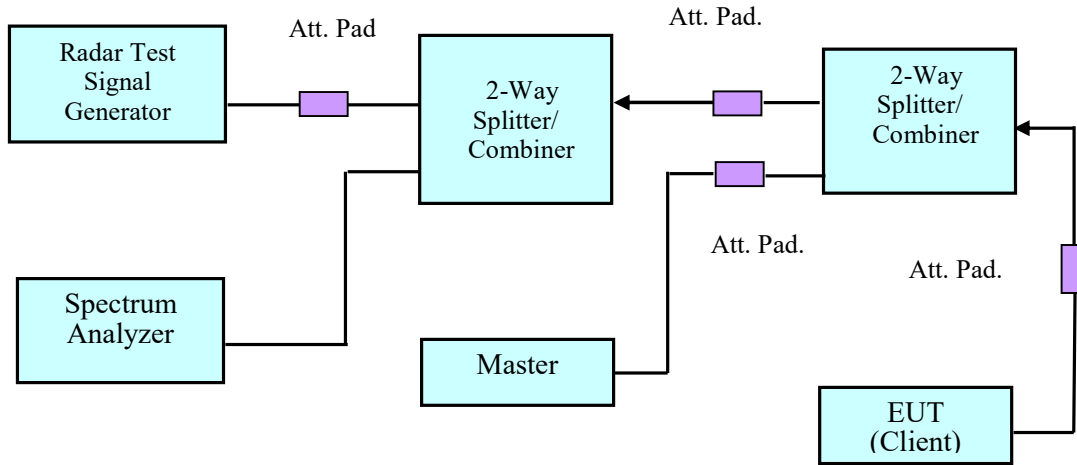 Att. Pad
Att. Pad.
Radar Test
Signal
Generator
2-Way
Splitter/
Combiner
2-Way
Splitter/
Combiner
Att. Pad.
Att. Pad.
Spectrum
Analyzer
Master
EUT
(Client)